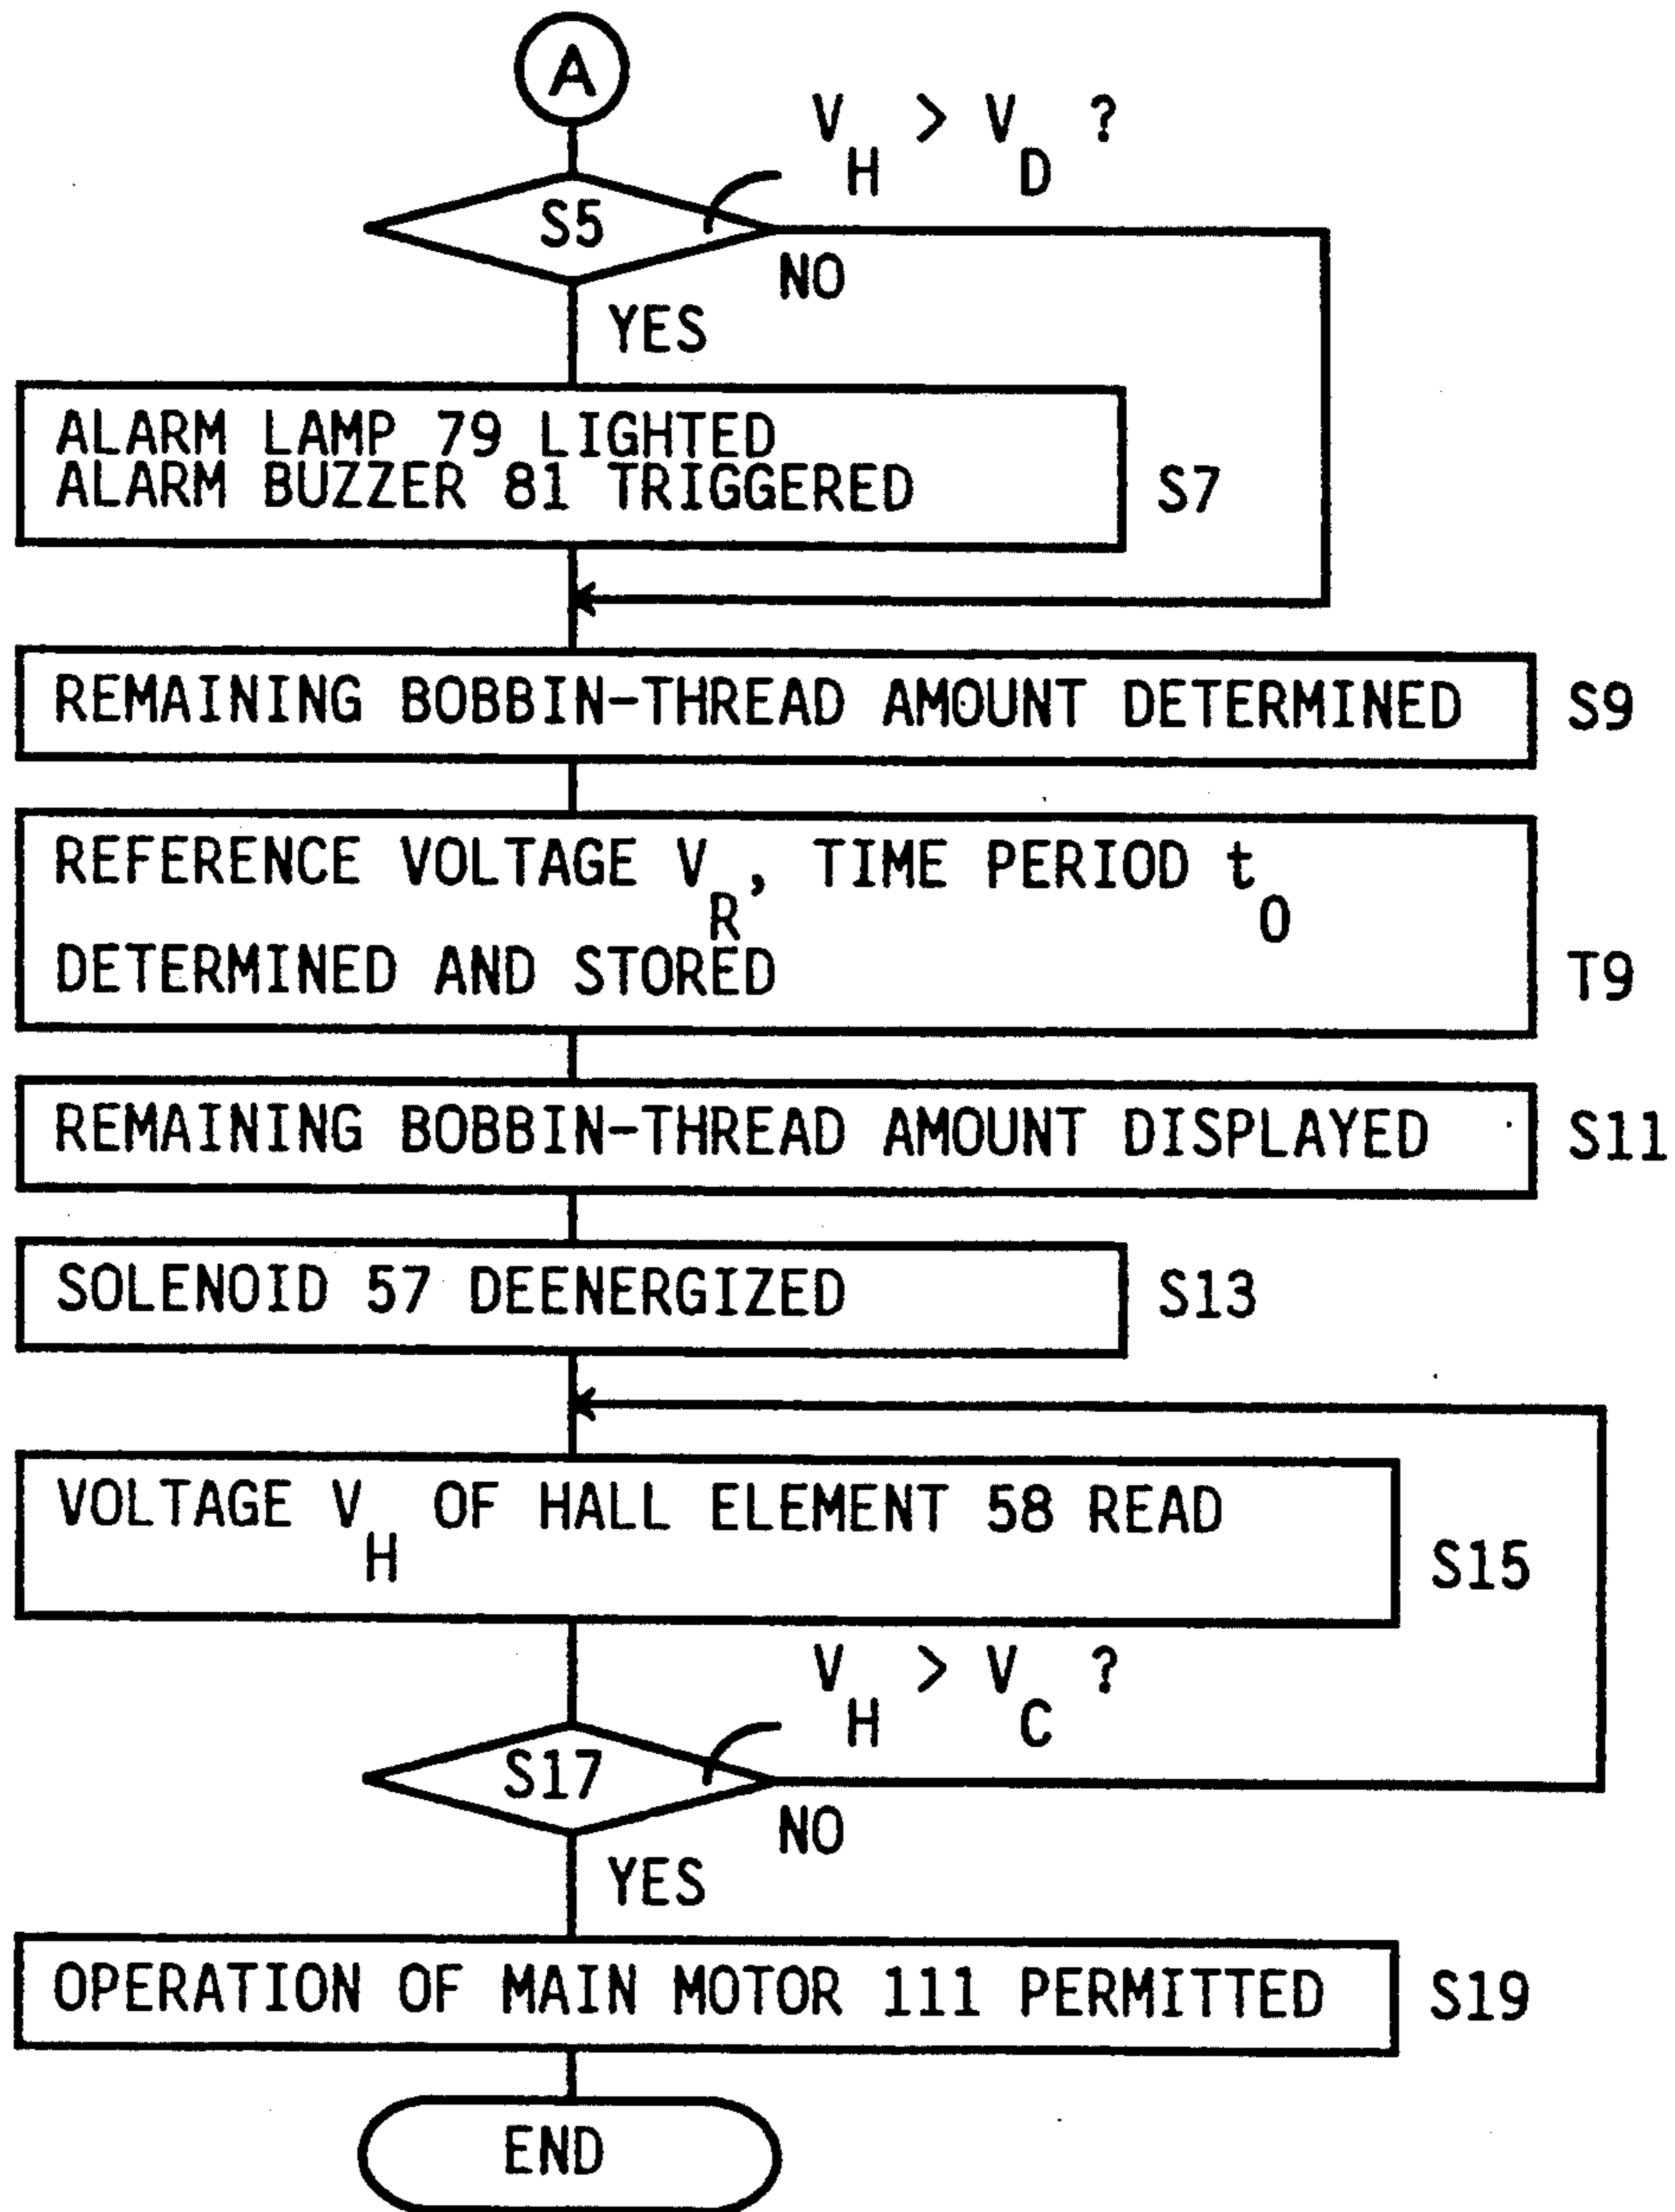 A
V_H > V_D ?
S5
NO
YES
ALARM LAMP 79 LIGHTED
ALARM BUZZER 81 TRIGGERED
S7
REMAINING BOBBIN-THREAD AMOUNT DETERMINED
S9
REFERENCE VOLTAGE V_R, TIME PERIOD t_0
DETERMINED AND STORED
T9
REMAINING BOBBIN-THREAD AMOUNT DISPLAYED
S11
SOLENOID 57 DEENERGIZED
S13
VOLTAGE V_H OF HALL ELEMENT 58 READ
S15
V_H > V_C ?
S17
NO
YES
OPERATION OF MAIN MOTOR 111 PERMITTED
S19
END